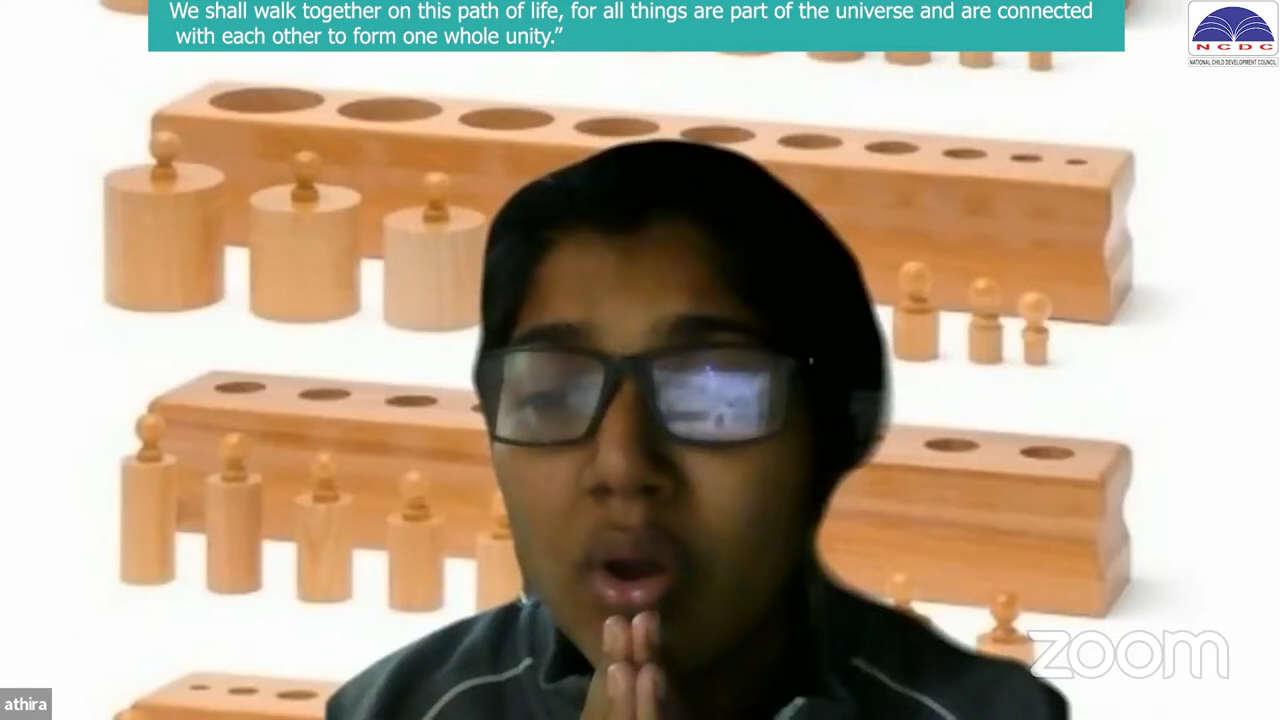 We shall walk together on this path of life, for all things are part of the universe and are connected
with each other to form one whole unity.”
NCDC
NATIONAL CHILD DEVELOPMENT COUNCIL
zoom
athira